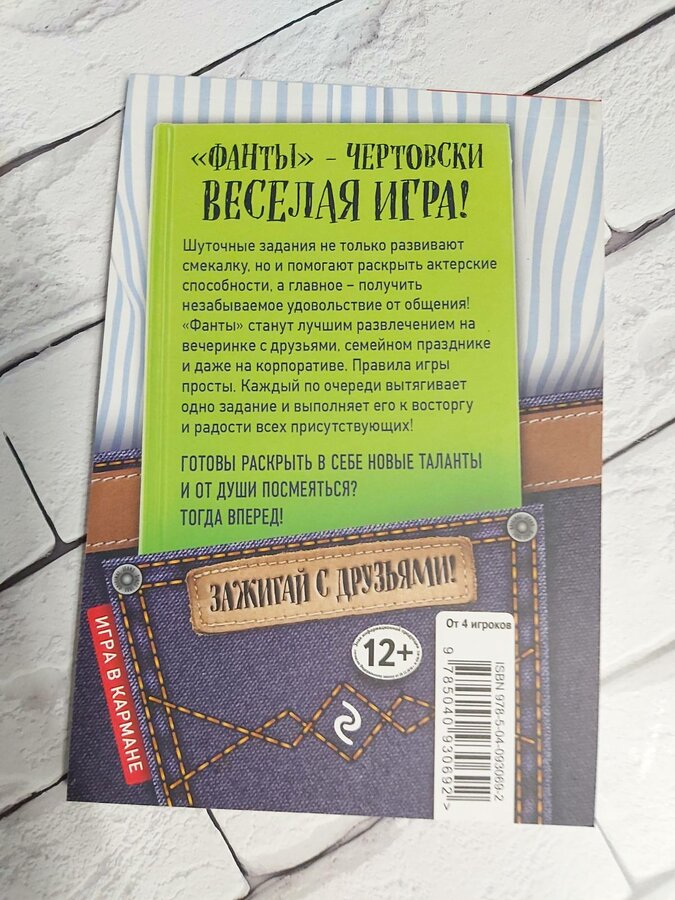 «ФАНТЫ» – ЧЕРТОВСКИ
ВЕСЕЛАЯ ИГРА!
Шуточные задания не только развивают
смекалку, но и помогают раскрыть актерские
способности, а главное – получить
незабываемое удовольствие от общения!
«Фанты» станут лучшим развлечением на
вечеринке с друзьями, семейном празднике
и даже на корпоративе. Правила игры
просты. Каждый по очереди вытягивает
одно задание и выполняет его к восторгу
и радости всех присутствующих!
ГОТОВЫ РАСКРЫТЬ В СЕБЕ НОВЫЕ ТАЛАНТЫ
И ОТ ДУШИ ПОСМЕЯТЬСЯ?
ТОГДА ВПЕРЕД!
ЗАЖИГАЙ С ДРУЗЬЯМИ!
ИГРА В КАРМАНЕ
12+
От 4 игроков
ISBN 978-5-04-093069-2
9 785040 930692 >